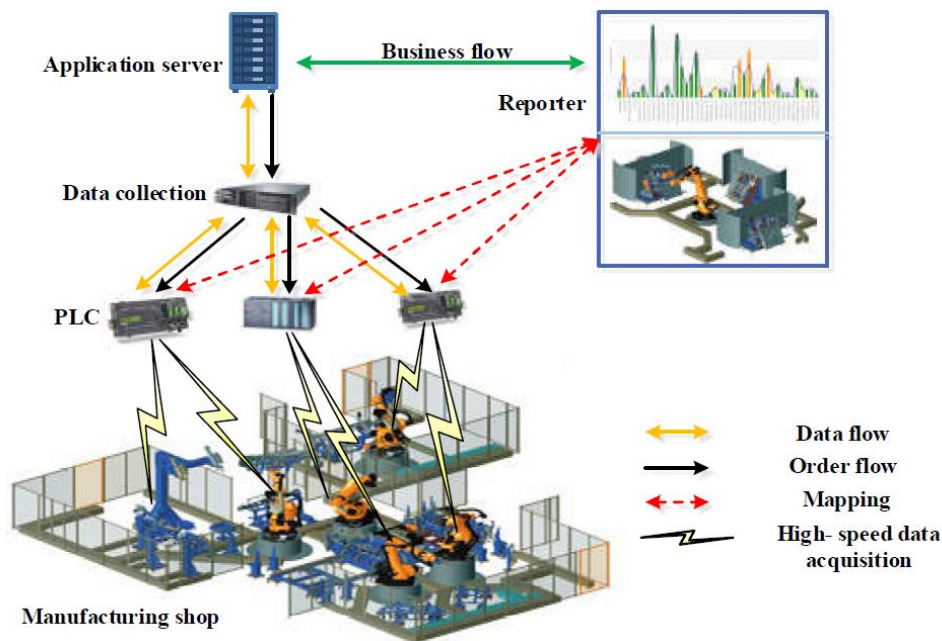 Application server
Business flow
Reporter
Data collection
PLC
Data flow
Order flow
Mapping
High- speed data
acquisition
Manufacturing shop